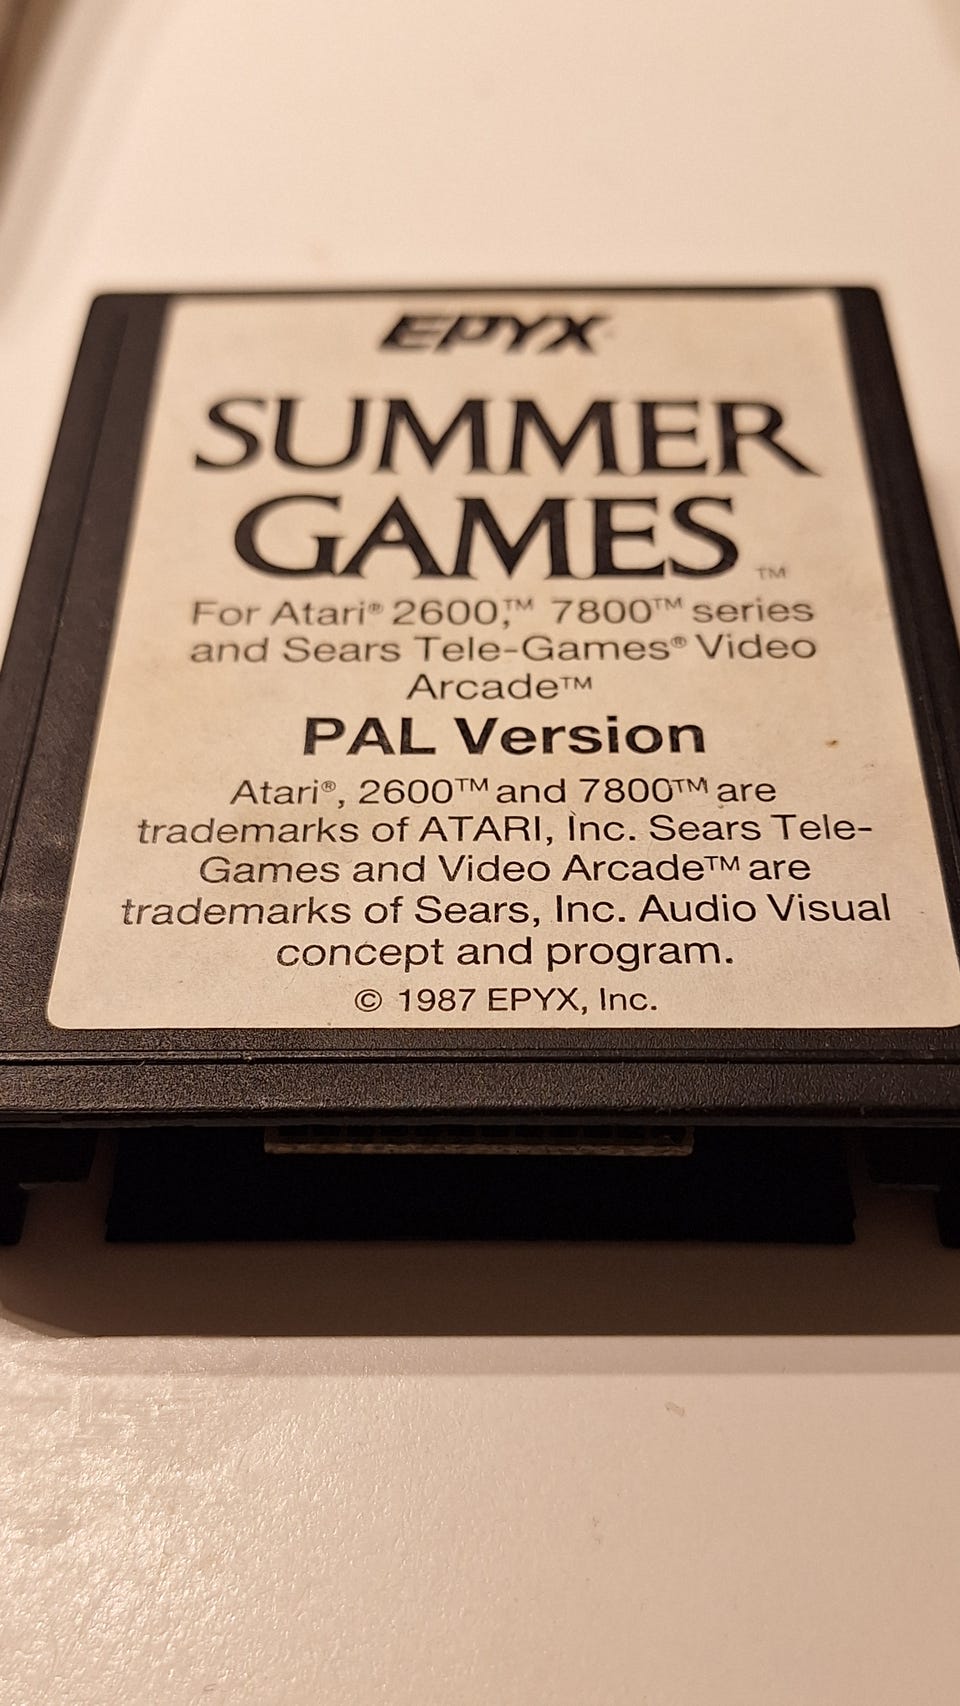 EPYX
SUMMER
GAMES™
For Atari® 2600,™ 7800™ series
and Sears Tele-Games® Video
Arcade™
PAL Version
Atari®, 2600™ and 7800™ are
trademarks of ATARI, Inc. Sears Tele-
Games and Video Arcade™ are
trademarks of Sears, Inc. Audio Visual
concept and program.
© 1987 EPYX, Inc.